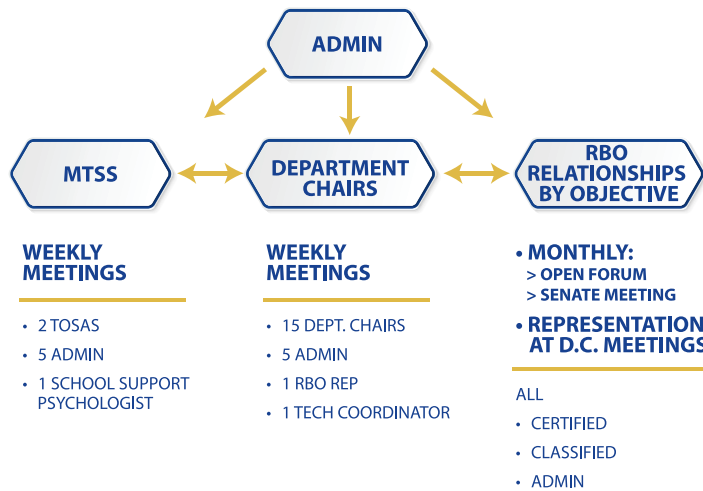 ADMIN
MTSS
DEPARTMENT
CHAIRS
RBO
RELATIONSHIPS
BY OBJECTIVE
WEEKLY
MEETINGS
• 2 TOSAS
• 5 ADMIN
• 1 SCHOOL SUPPORT
PSYCHOLOGIST
WEEKLY
MEETINGS
• 15 DEPT. CHAIRS
• 5 ADMIN
• 1 RBO REP
• 1 TECH COORDINATOR
• MONTHLY:
> OPEN FORUM
> SENATE MEETING
• REPRESENTATION
AT D.C. MEETINGS
ALL
• CERTIFIED
• CLASSIFIED
• ADMIN